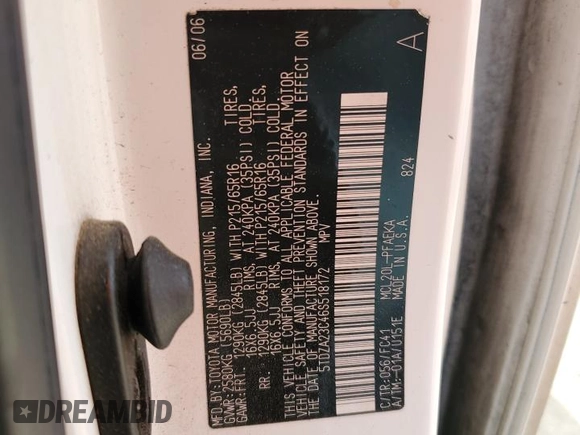 MFD. BY:TOYOTA MOTOR MANUFACTURING, INDIANA, INC. 06/06
GVWR:2580KG (5690LB)
GAWR:FRT. 1290KG (2845LB) WITH P215/65R16 TIRES,
16X6.5JJ RIMS, AT 240KPA (35PSI) COLD.
RR. 1290KG (2845LB) WITH P215/65R16 TIRES,
16X6.5JJ RIMS, AT 240KPA (35PSI) COLD.
THIS VEHICLE CONFORMS TO ALL APPLICABLE FEDERAL MOTOR
VEHICLE SAFETY AND THEFT PREVENTION STANDARDS IN EFFECT ON
THE DATE OF MANUFACTURE SHOWN ABOVE.
5TDZA23C46S518172 MPV
C/TR:056/FC41 MCL20L-PFAEKA
A/TM:-01A/U151E MADE IN U.S.A. 824
A
DREAMBID